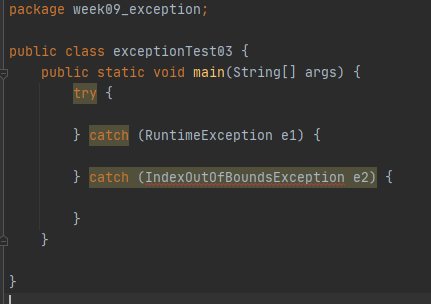 package week09_exception;
public class exceptionTest03 {
public static void main(String[] args) {
try {
} catch (RuntimeException e1) {
} catch (IndexOutOfBoundsException e2) {
}
}
}